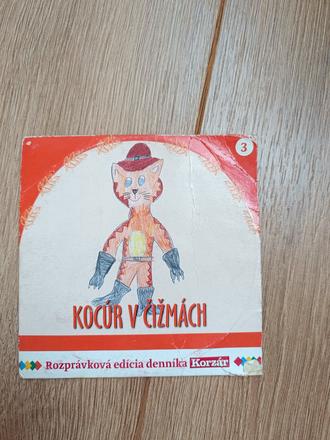 3
KOCÚR V ČIŽMÁCH
Rozprávková edícia denníka Korzár